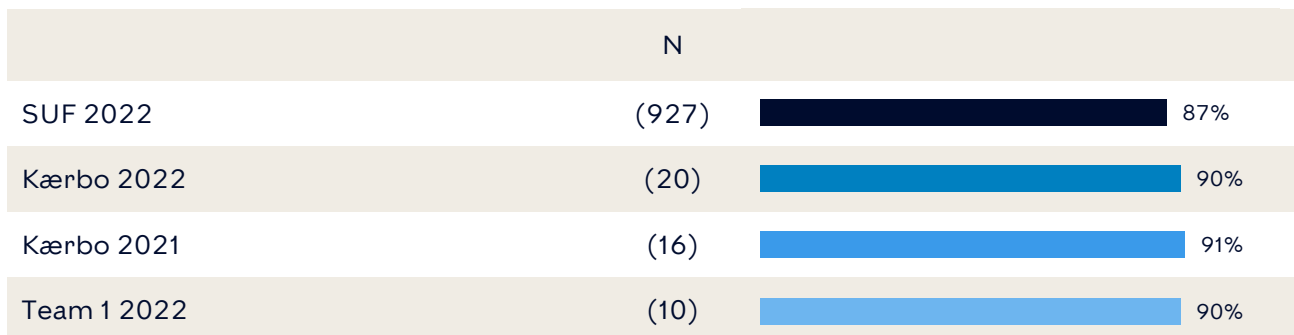 N
SUF 2022 (927) 87%
Kærbo 2022 (20) 90%
Kærbo 2021 (16) 91%
Team 1 2022 (10) 90%